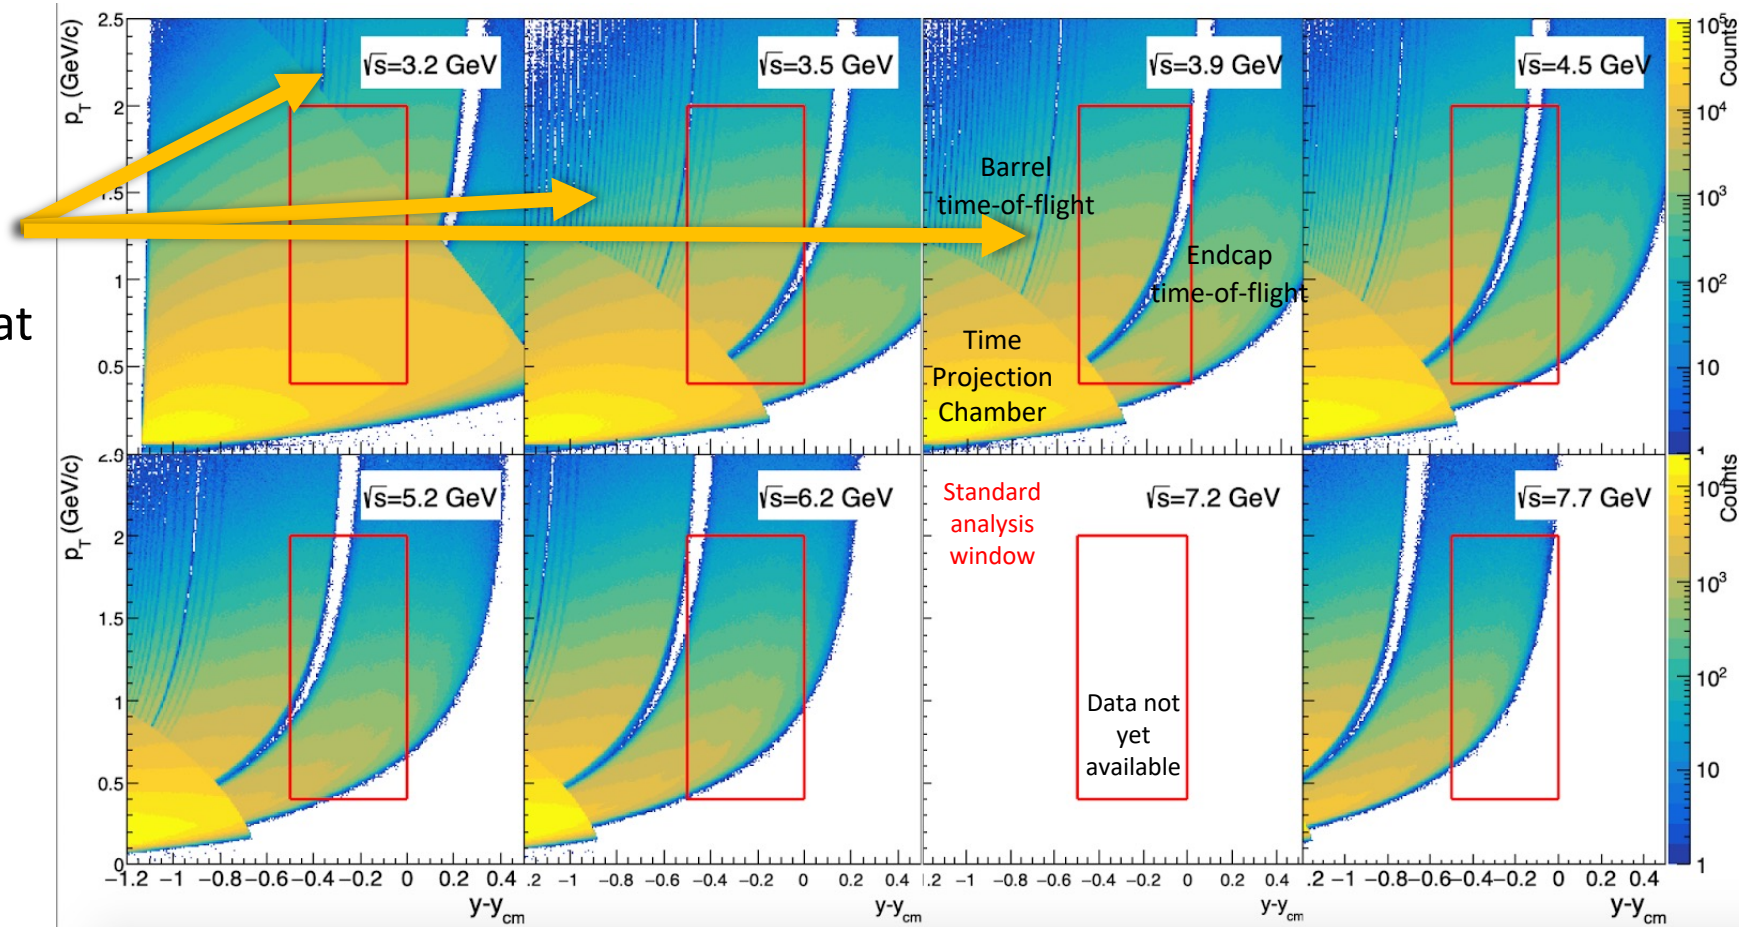 at
p_T (GeV/c)
2.5
2
1.5
1
0.5
√s=3.2 GeV
√s=3.5 GeV
√s=3.9 GeV
√s=4.5 GeV
Barrel
time-of-flight
Endcap
time-of-flight
Time
Projection
Chamber
Counts
10^5
10^4
10^3
10^2
10
1
p_T (GeV/c)
2
1.5
1
0.5
0
√s=5.2 GeV
√s=6.2 GeV
√s=7.2 GeV
√s=7.7 GeV
Standard
analysis
window
Data not
yet
available
Counts
10^3
10^2
10
1
−1.2 −1 −0.8 −0.6 −0.4 −0.2 0 0.2 0.4
.2 −1 −0.8 −0.6 −0.4 −0.2 0 0.2 0.4
.2 −1 −0.8 −0.6 −0.4 −0.2 0 0.2 0.4
.2 −1 −0.8 −0.6 −0.4 −0.2 0 0.2 0.4
y-y_cm
y-y_cm
y-y_cm
y-y_cm